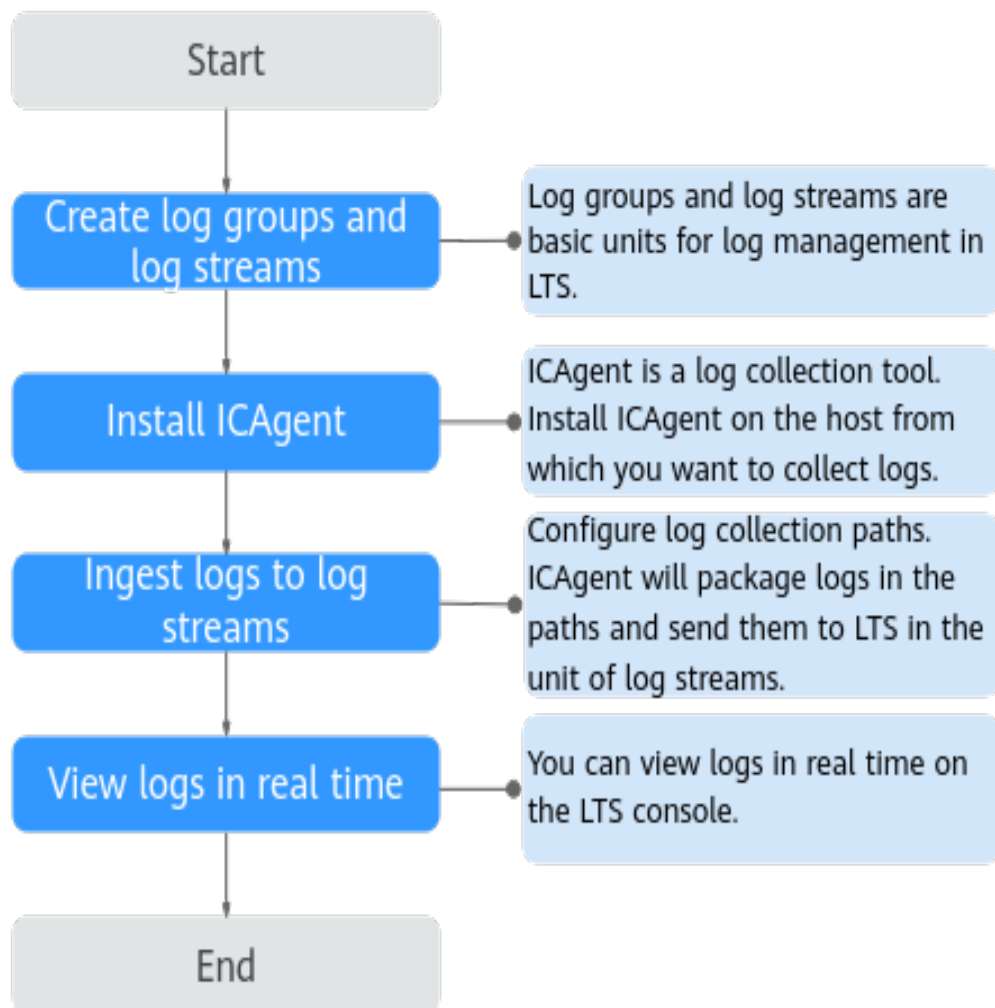 Start
Create log groups and
log streams
Log groups and log streams are
basic units for log management in
LTS.
Install ICAgent
ICAgent is a log collection tool.
Install ICAgent on the host from
which you want to collect logs.
Ingest logs to log
streams
Configure log collection paths.
ICAgent will package logs in the
paths and send them to LTS in the
unit of log streams.
View logs in real time
You can view logs in real time on
the LTS console.
End